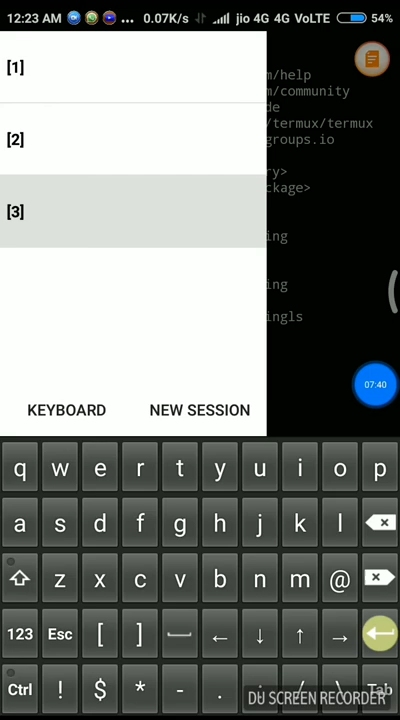 12:23 AM ... 0.07K/s jio 4G 4G VoLTE 54%
[1]
m/help
m/community
[2]
de
/termux/termux
groups.io
ry>
ckage>
[3]
ing
ing
ingls
07:40
KEYBOARD NEW SESSION
q w e r t y u i o p
a s d f g h j k l
z x c v b n m @
123 Esc [ ] ← ↓ ↑ →
Ctrl ! $ * - . : / \ Tab
DU SCREEN RECORDER